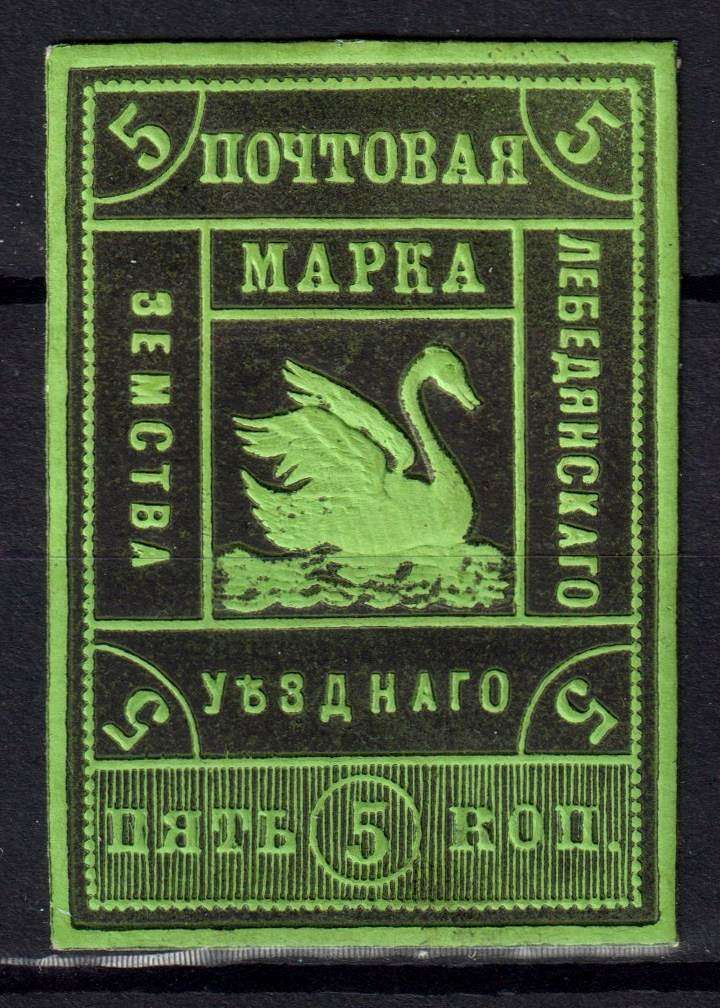 5 5
ПОЧТОВАЯ
МАРКА
ЛЕБЕДЯНСКАГО
УѢЗДНАГО
ЗЕМСТВА
5 5
ПЯТЬ 5 КОП.